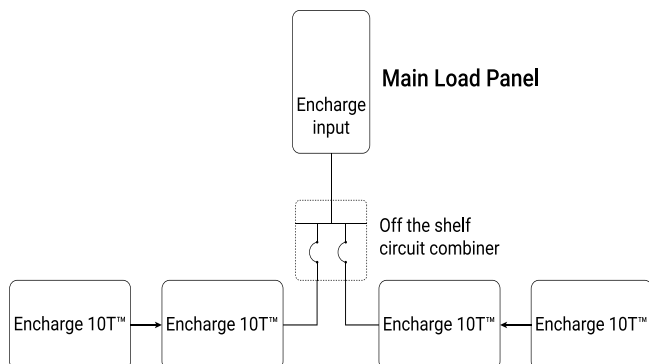 Main Load Panel
Encharge
input
Off the shelf
circuit combiner
Encharge 10T™
Encharge 10T™
Encharge 10T™
Encharge 10T™